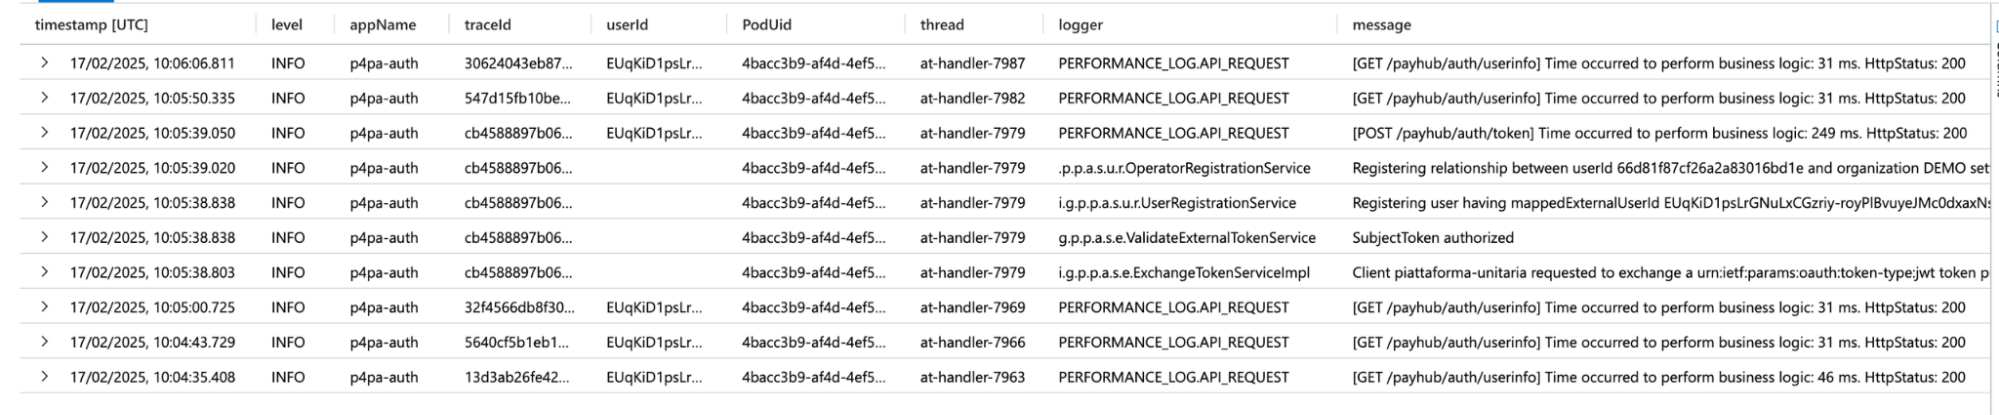 timestamp [UTC] level appName traceId userId PodUid thread logger message
17/02/2025, 10:06:06.811 INFO p4pa-auth 30624043eb87... EUqKiD1psLr... 4bacc3b9-af4d-4ef5... at-handler-7987 PERFORMANCE_LOG.API_REQUEST [GET /payhub/auth/userinfo] Time occurred to perform business logic: 31 ms. HttpStatus: 200
17/02/2025, 10:05:50.335 INFO p4pa-auth 547d15fb10be... EUqKiD1psLr... 4bacc3b9-af4d-4ef5... at-handler-7982 PERFORMANCE_LOG.API_REQUEST [GET /payhub/auth/userinfo] Time occurred to perform business logic: 31 ms. HttpStatus: 200
17/02/2025, 10:05:39.050 INFO p4pa-auth cb4588897b06... EUqKiD1psLr... 4bacc3b9-af4d-4ef5... at-handler-7979 PERFORMANCE_LOG.API_REQUEST [POST /payhub/auth/token] Time occurred to perform business logic: 249 ms. HttpStatus: 200
17/02/2025, 10:05:39.020 INFO p4pa-auth cb4588897b06... 4bacc3b9-af4d-4ef5... at-handler-7979 .p.p.a.s.u.r.OperatorRegistrationService Registering relationship between userId 66d81f87cf26a2a83016bd1e and organization DEMO set
17/02/2025, 10:05:38.838 INFO p4pa-auth cb4588897b06... 4bacc3b9-af4d-4ef5... at-handler-7979 i.g.p.p.a.s.u.r.UserRegistrationService Registering user having mappedExternalUserId EUqKiD1psLrGNuLxCGzriy-royPlBvuyeJMc0dxaxNs
17/02/2025, 10:05:38.838 INFO p4pa-auth cb4588897b06... 4bacc3b9-af4d-4ef5... at-handler-7979 g.p.p.a.s.e.ValidateExternalTokenService SubjectToken authorized
17/02/2025, 10:05:38.803 INFO p4pa-auth cb4588897b06... 4bacc3b9-af4d-4ef5... at-handler-7979 i.g.p.p.a.s.e.ExchangeTokenServiceImpl Client piattaforma-unitaria requested to exchange a urn:ietf:params:oauth:token-type:jwt token p
17/02/2025, 10:05:00.725 INFO p4pa-auth 32f4566db8f30... EUqKiD1psLr... 4bacc3b9-af4d-4ef5... at-handler-7969 PERFORMANCE_LOG.API_REQUEST [GET /payhub/auth/userinfo] Time occurred to perform business logic: 31 ms. HttpStatus: 200
17/02/2025, 10:04:43.729 INFO p4pa-auth 5640cf5b1eb1... EUqKiD1psLr... 4bacc3b9-af4d-4ef5... at-handler-7966 PERFORMANCE_LOG.API_REQUEST [GET /payhub/auth/userinfo] Time occurred to perform business logic: 31 ms. HttpStatus: 200
17/02/2025, 10:04:35.408 INFO p4pa-auth 13d3ab26fe42... EUqKiD1psLr... 4bacc3b9-af4d-4ef5... at-handler-7963 PERFORMANCE_LOG.API_REQUEST [GET /payhub/auth/userinfo] Time occurred to perform business logic: 46 ms. HttpStatus: 200